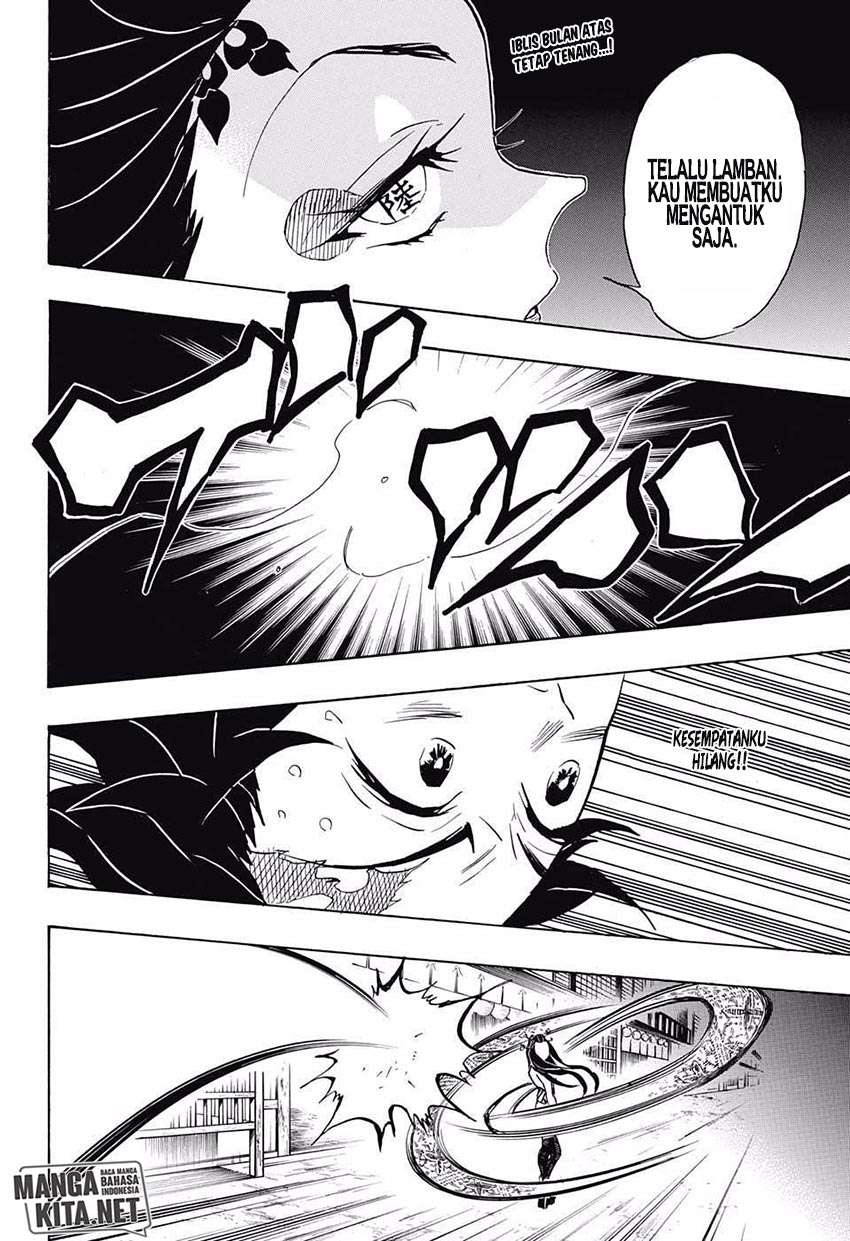 IBLIS BULAN ATAS
TETAP TENANG...!
TELALU LAMBAN.
KAU MEMBUATKU
MENGANTUK
SAJA.
陸
KESEMPATANKU
HILANG!!
MANGA
KITA.NET
BACA MANGA
BAHASA
INDONESIA